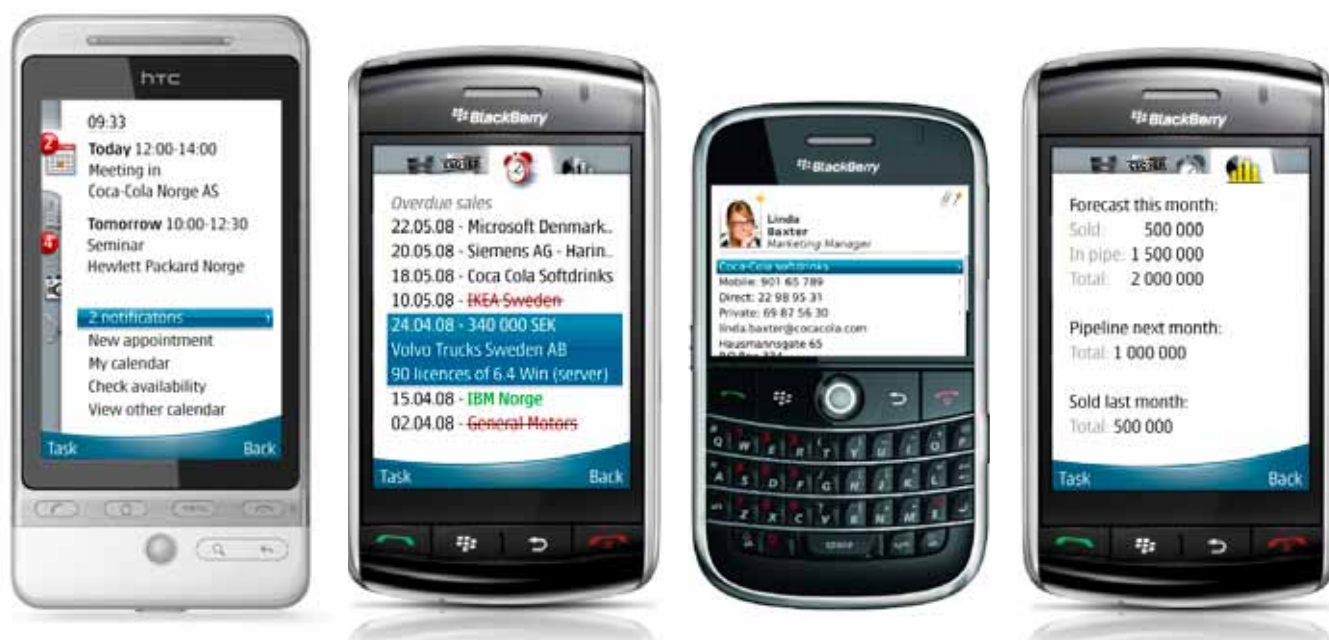 hTC
09:33
2
Today 12:00-14:00
Meeting in
Coca-Cola Norge AS
Tomorrow 10:00-12:30
4
Seminar
Hewlett Packard Norge
2 notificatons
New appointment
My calendar
Check availability
View other calendar
Task Back
BlackBerry
Overdue sales
22.05.08 - Microsoft Denmark..
20.05.08 - Siemens AG - Harin..
18.05.08 - Coca Cola Softdrinks
10.05.08 - IKEA Sweden
24.04.08 - 340 000 SEK
Volvo Trucks Sweden AB
90 licences of 6.4 Win (server)
15.04.08 - IBM Norge
02.04.08 - General Motors
Task Back
BlackBerry
Linda
Baxter
Marketing Manager
Coca-Cola softdrinks
Mobile: 901 65 789
Direct: 22 98 95 31
Private: 69 87 56 30
linda.baxter@cocacola.com
Hausmannsgate 65
Q W E R T Y U I O P
A S D F G H J K L
Z X C V B N M
BlackBerry
Forecast this month:
Sold: 500 000
In pipe: 1 500 000
Total: 2 000 000
Pipeline next month:
Total: 1 000 000
Sold last month:
Total: 500 000
Task Back